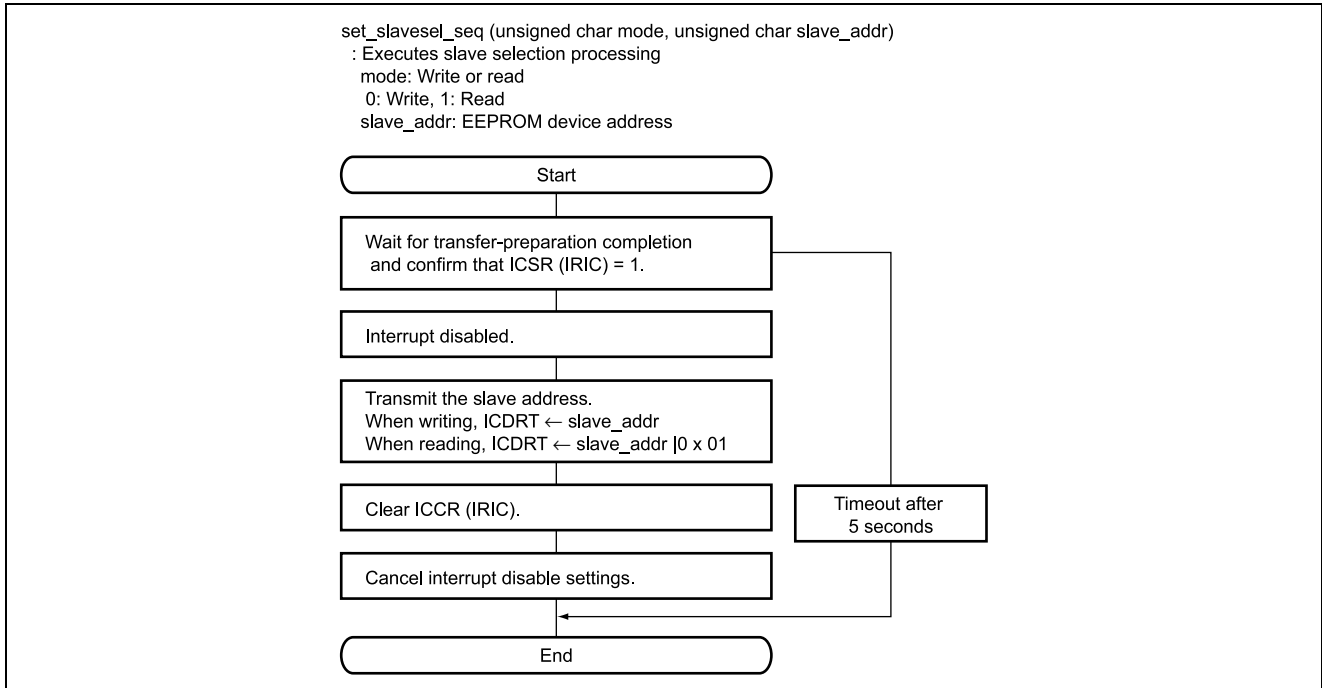 set_slavesel_seq (unsigned char mode, unsigned char slave_addr)
: Executes slave selection processing
mode: Write or read
0: Write, 1: Read
slave_addr: EEPROM device address
Start
Wait for transfer-preparation completion
and confirm that ICSR (IRIC) = 1.
Interrupt disabled.
Transmit the slave address.
When writing, ICDRT ← slave_addr
When reading, ICDRT ← slave_addr |0 x 01
Clear ICCR (IRIC).
Timeout after
5 seconds
Cancel interrupt disable settings.
End